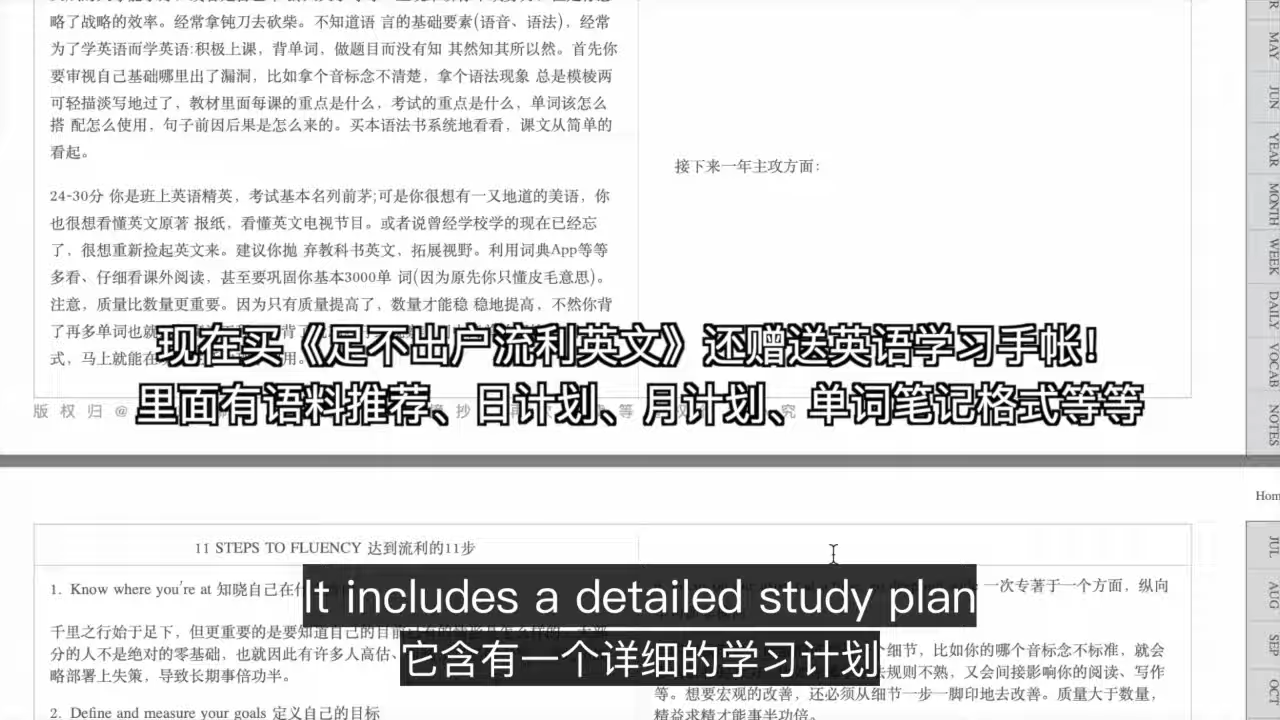 略了战略的效率。经常拿钝刀去砍柴。不知道语 言的基础要素(语音、语法)，经常
为了学英语而学英语:积极上课，背单词，做题目而没有知 其然知其所以然。首先你
要审视自己基础哪里出了漏洞，比如拿个音标念不清楚，拿个语法现象 总是模棱两
可轻描淡写地过了，教材里面每课的重点是什么，考试的重点是什么，单词该怎么
搭 配怎么使用，句子前因后果是怎么来的。买本语法书系统地看看，课文从简单的
看起。
24-30分 你是班上英语精英，考试基本名列前茅;可是你很想有一又地道的美语，你
也很想看懂英文原著 报纸，看懂英文电视节目。或者说曾经学校学的现在已经忘
了，很想重新捡起英文来。建议你抛 弃教科书英文，拓展视野。利用词典App等等
多看、仔细看课外阅读，甚至要巩固你基本3000单 词(因为原先你只懂皮毛意思)。
注意，质量比数量更重要。因为只有质量提高了，数量才能稳 稳地提高，不然你背
了再多单词也就
式，马上就能在
接下来一年主攻方面:
现在买《足不出户流利英文》还赠送英语学习手帐！
里面有语料推荐、日计划、月计划、单词笔记格式等等
版权归@
MAY
JUN
YEAR
MONTH
WEEK
DAILY
VOCAB
NOTES
11 STEPS TO FLUENCY 达到流利的11步
1. Know where you're at 知晓自己在什
千里之行始于足下，但更重要的是要知道自己的目前
分的人不是绝对的零基础，也就因此有许多人高估、
略部署上失策，导致长期事倍功半。
2. Define and measure your goals 定义自己的目标
一次专著于一个方面，纵向
个细节，比如你的哪个音标念不标准，就会
规则不熟，又会间接影响你的阅读、写作
等。想要宏观的改善，还必须从细节一步一脚印地去改善。质量大于数量，
精益求精才能事半功倍。
It includes a detailed study plan
它含有一个详细的学习计划
Hom
JUL
AUG
SEP
OCT